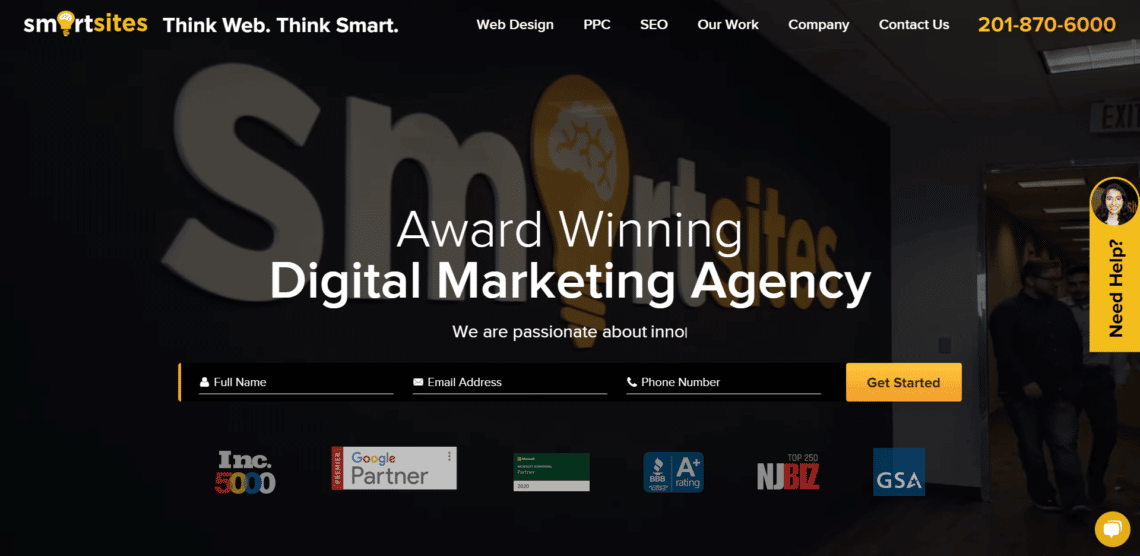 smartsites Think Web. Think Smart.
Web Design PPC SEO Our Work Company Contact Us 201-870-6000
EXIT
Smartsites
Award Winning
Digital Marketing Agency
We are passionate about inno
Need Help?
Full Name Email Address Phone Number Get Started
Inc.
5000
PREMIER Google
Partner
Microsoft
Partner
2020
BBB A+
rating
TOP 250
NJBIZ
GSA